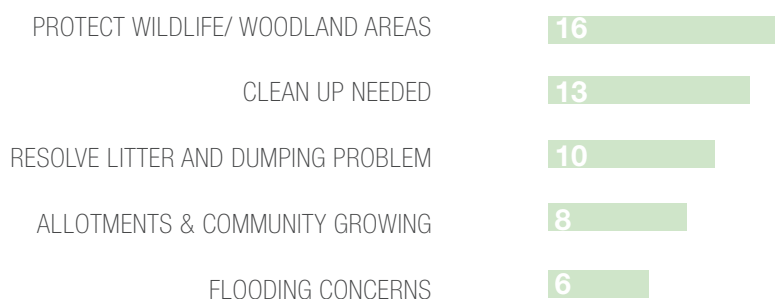 PROTECT WILDLIFE/ WOODLAND AREAS 16
CLEAN UP NEEDED 13
RESOLVE LITTER AND DUMPING PROBLEM 10
ALLOTMENTS & COMMUNITY GROWING 8
FLOODING CONCERNS 6